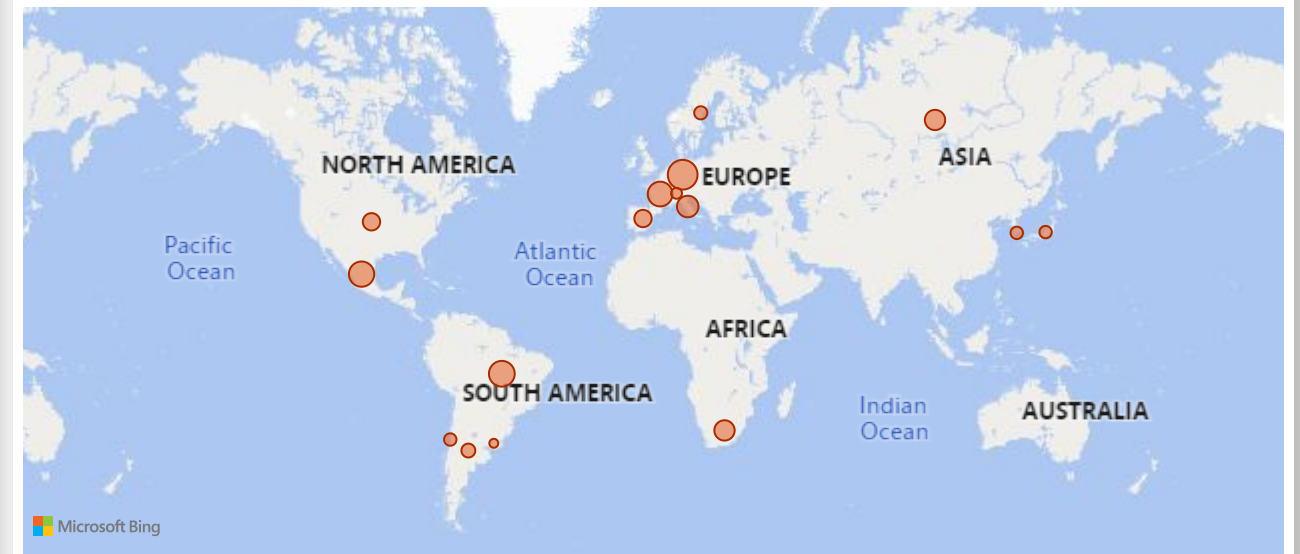 NORTH AMERICA
ASIA
EUROPE
Pacific
Ocean
Atlantic
Ocean
AFRICA
SOUTH AMERICA
Indian
Ocean
AUSTRALIA
Microsoft Bing